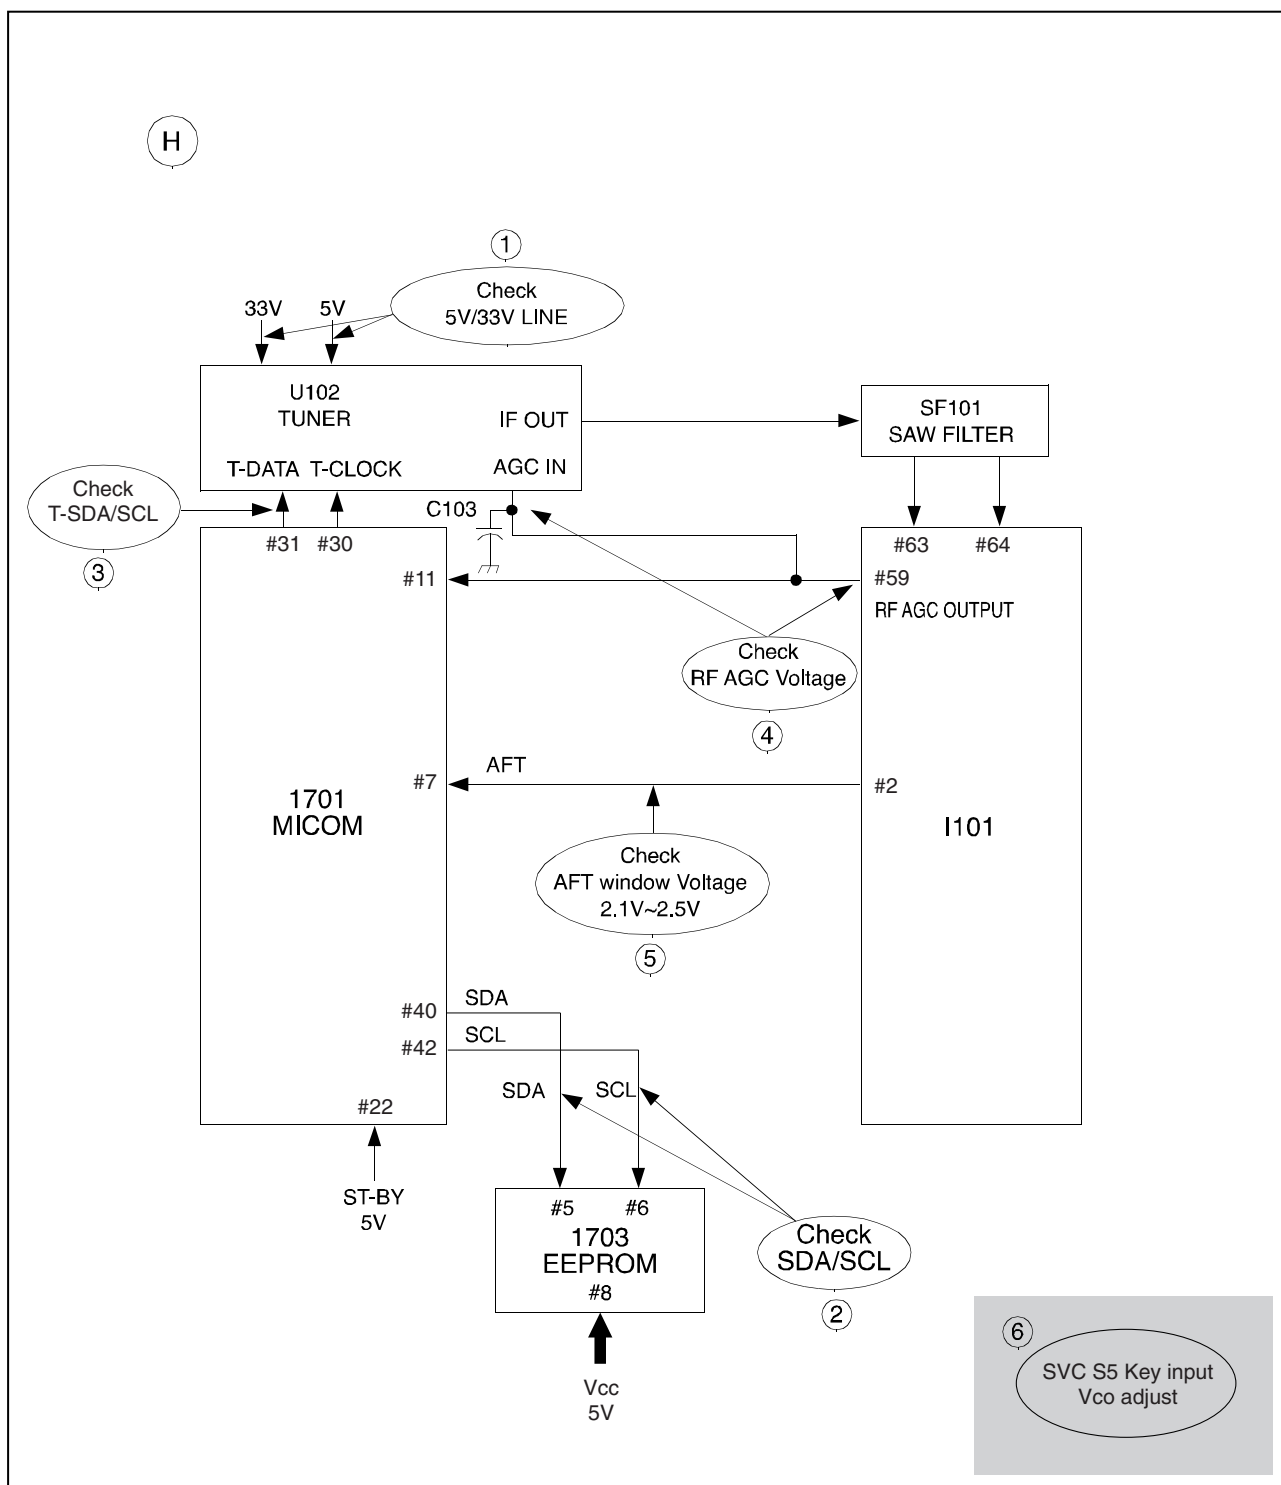 H
1
Check
5V/33V LINE
33V
5V
U102
TUNER
IF OUT
AGC IN
T-DATA
T-CLOCK
SF101
SAW FILTER
Check
T-SDA/SCL
3
C103
#31
#30
#11
#63
#64
#59
RF AGC OUTPUT
Check
RF AGC Voltage
4
AFT
#7
#2
1701
MICOM
I101
Check
AFT window Voltage
2.1V~2.5V
5
#40
SDA
#42
SCL
SDA
SCL
#22
ST-BY
5V
#5
#6
1703
EEPROM
#8
Check
SDA/SCL
2
Vcc
5V
6
SVC S5 Key input
Vco adjust